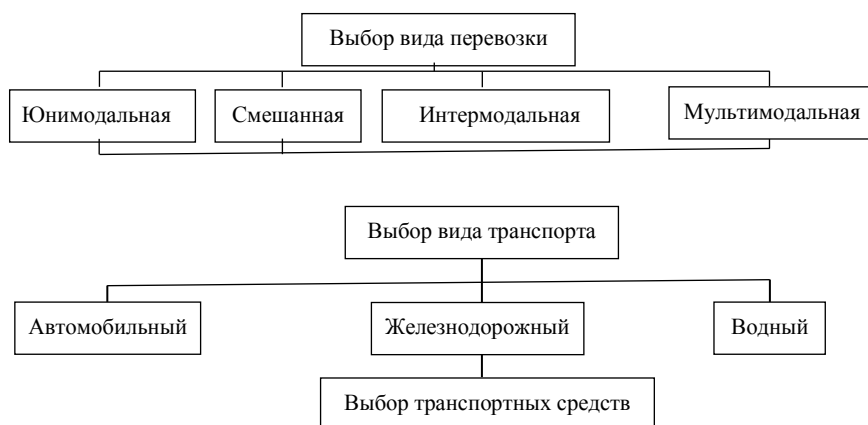 Выбор вида перевозки
Юнимодальная
Смешанная
Интермодальная
Мультимодальная
Выбор вида транспорта
Автомобильный
Железнодорожный
Водный
Выбор транспортных средств